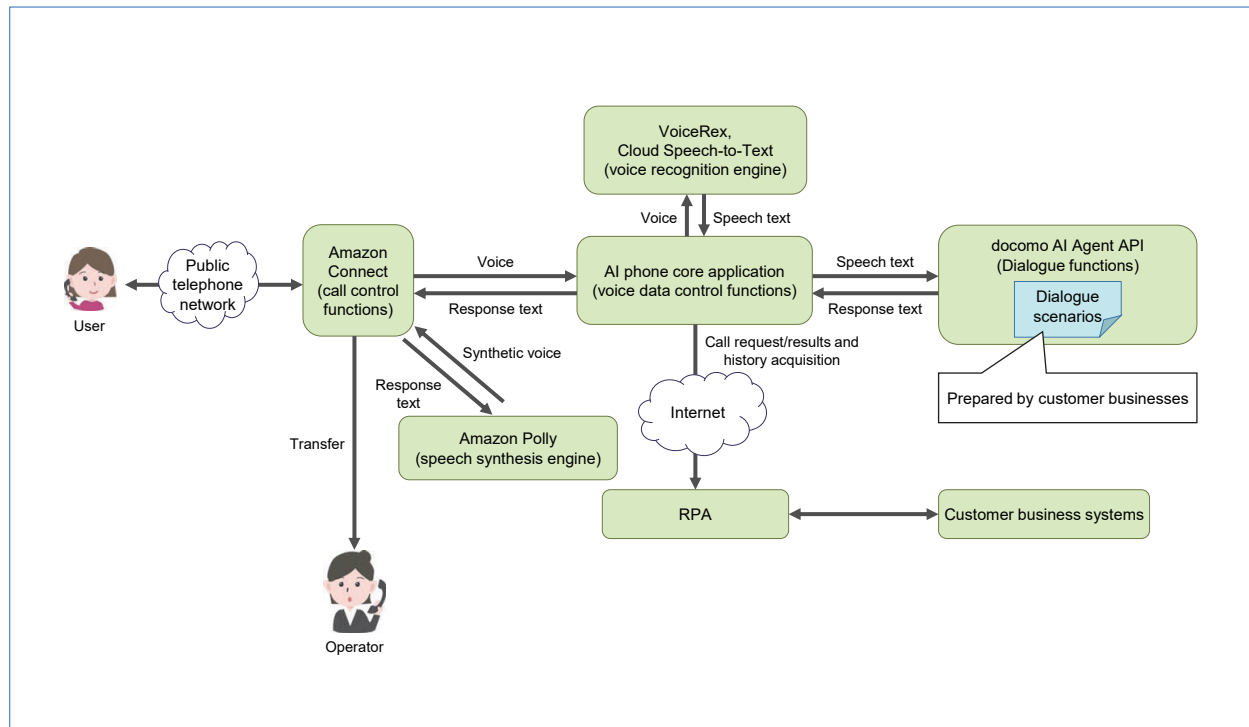 VoiceRex,
Cloud Speech-to-Text
(voice recognition engine)
Voice
Speech text
User
Public
telephone
network
Amazon
Connect
(call control
functions)
Voice
Response text
AI phone core application
(voice data control functions)
Speech text
Response text
docomo AI Agent API
(Dialogue functions)
Dialogue
scenarios
Prepared by customer businesses
Synthetic voice
Response
text
Amazon Polly
(speech synthesis engine)
Call request/results and
history acquisition
Internet
Transfer
RPA
Customer business systems
Operator